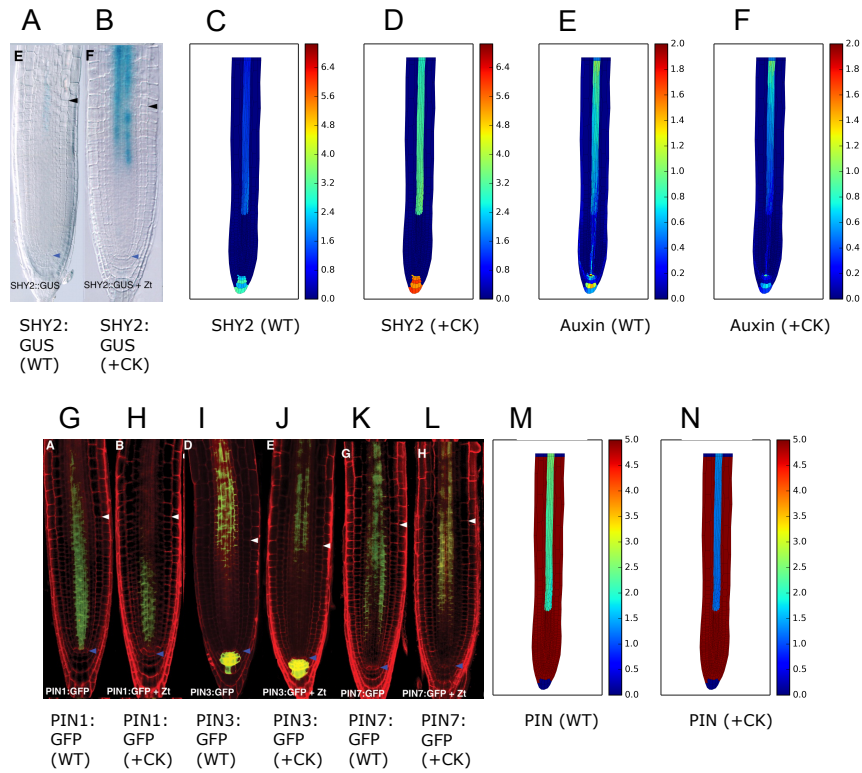 A B C D E F
E F
SHY2::GUS SHY2::GUS + Zt
6.4
5.6
4.8
4.0
3.2
2.4
1.6
0.8
0.0
6.4
5.6
4.8
4.0
3.2
2.4
1.6
0.8
0.0
2.0
1.8
1.6
1.4
1.2
1.0
0.8
0.6
0.4
0.2
0.0
2.0
1.8
1.6
1.4
1.2
1.0
0.8
0.6
0.4
0.2
0.0
SHY2:
GUS
(WT)
SHY2:
GUS
(+CK)
SHY2 (WT)
SHY2 (+CK)
Auxin (WT)
Auxin (+CK)
G H I J K L M N
A B D E G H
PIN1:GFP PIN1:GFP + Zt PIN3:GFP PIN3:GFP + Zt PIN7:GFP PIN7:GFP + Zt
5.0
4.5
4.0
3.5
3.0
2.5
2.0
1.5
1.0
0.5
0.0
5.0
4.5
4.0
3.5
3.0
2.5
2.0
1.5
1.0
0.5
0.0
PIN1:
GFP
(WT)
PIN1:
GFP
(+CK)
PIN3:
GFP
(WT)
PIN3:
GFP
(+CK)
PIN7:
GFP
(WT)
PIN7:
GFP
(+CK)
PIN (WT)
PIN (+CK)